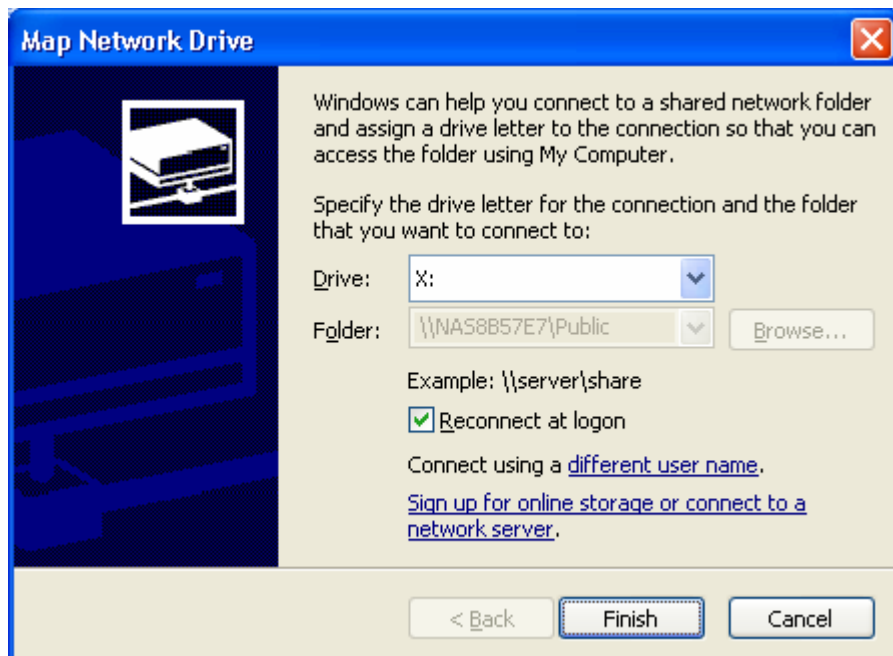 Map Network Drive
Windows can help you connect to a shared network folder
and assign a drive letter to the connection so that you can
access the folder using My Computer.
Specify the drive letter for the connection and the folder
that you want to connect to:
Drive: X:
Folder: \\NAS8B57E7\Public Browse...
Example: \\server\share
Reconnect at logon
Connect using a different user name.
Sign up for online storage or connect to a
network server.
< Back Finish Cancel